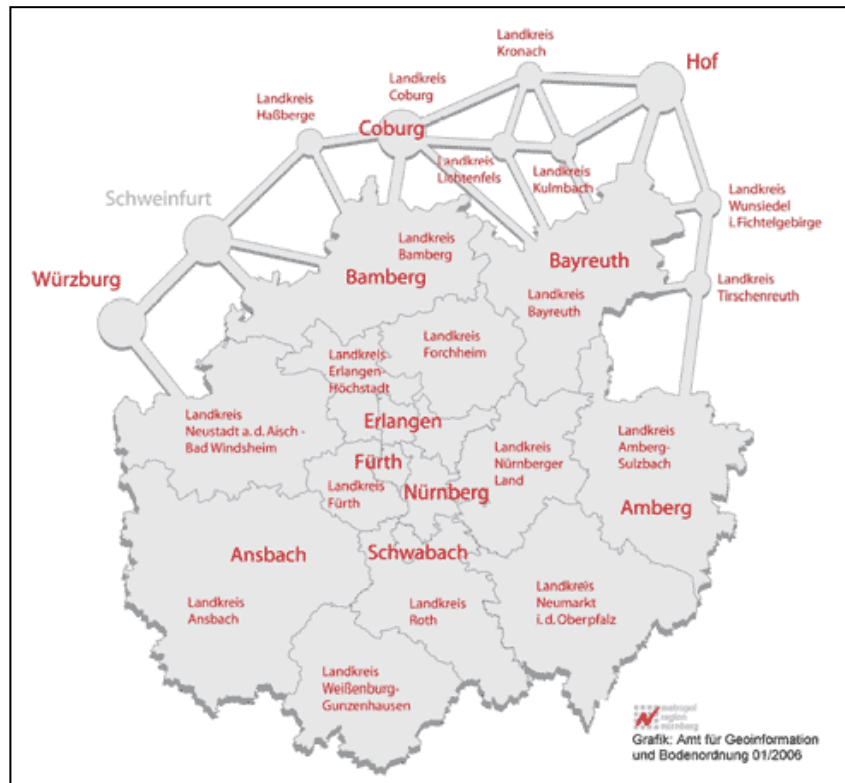 Landkreis
Kronach
Hof
Landkreis
Coburg
Landkreis
Haßberge
Coburg
Landkreis
Lichtenfels
Landkreis
Kulmbach
Schweinfurt
Landkreis
Wunsiedel
i. Fichtelgebirge
Landkreis
Bamberg
Bayreuth
Würzburg
Bamberg
Landkreis
Tirschenreuth
Landkreis
Bayreuth
Landkreis
Forchheim
Landkreis
Erlangen-
Höchstadt
Landkreis
Neustadt a. d. Aisch -
Bad Windsheim
Erlangen
Landkreis
Amberg-
Sulzbach
Landkreis
Nürnberger
Land
Fürth
Landkreis
Fürth
Nürnberg
Amberg
Ansbach
Schwabach
Landkreis
Neumarkt
i. d. Oberpfalz
Landkreis
Ansbach
Landkreis
Roth
Landkreis
Weißenburg-
Gunzenhausen
metropol
region
nürnberg
Grafik: Amt für Geoinformation
und Bodenordnung 01/2006